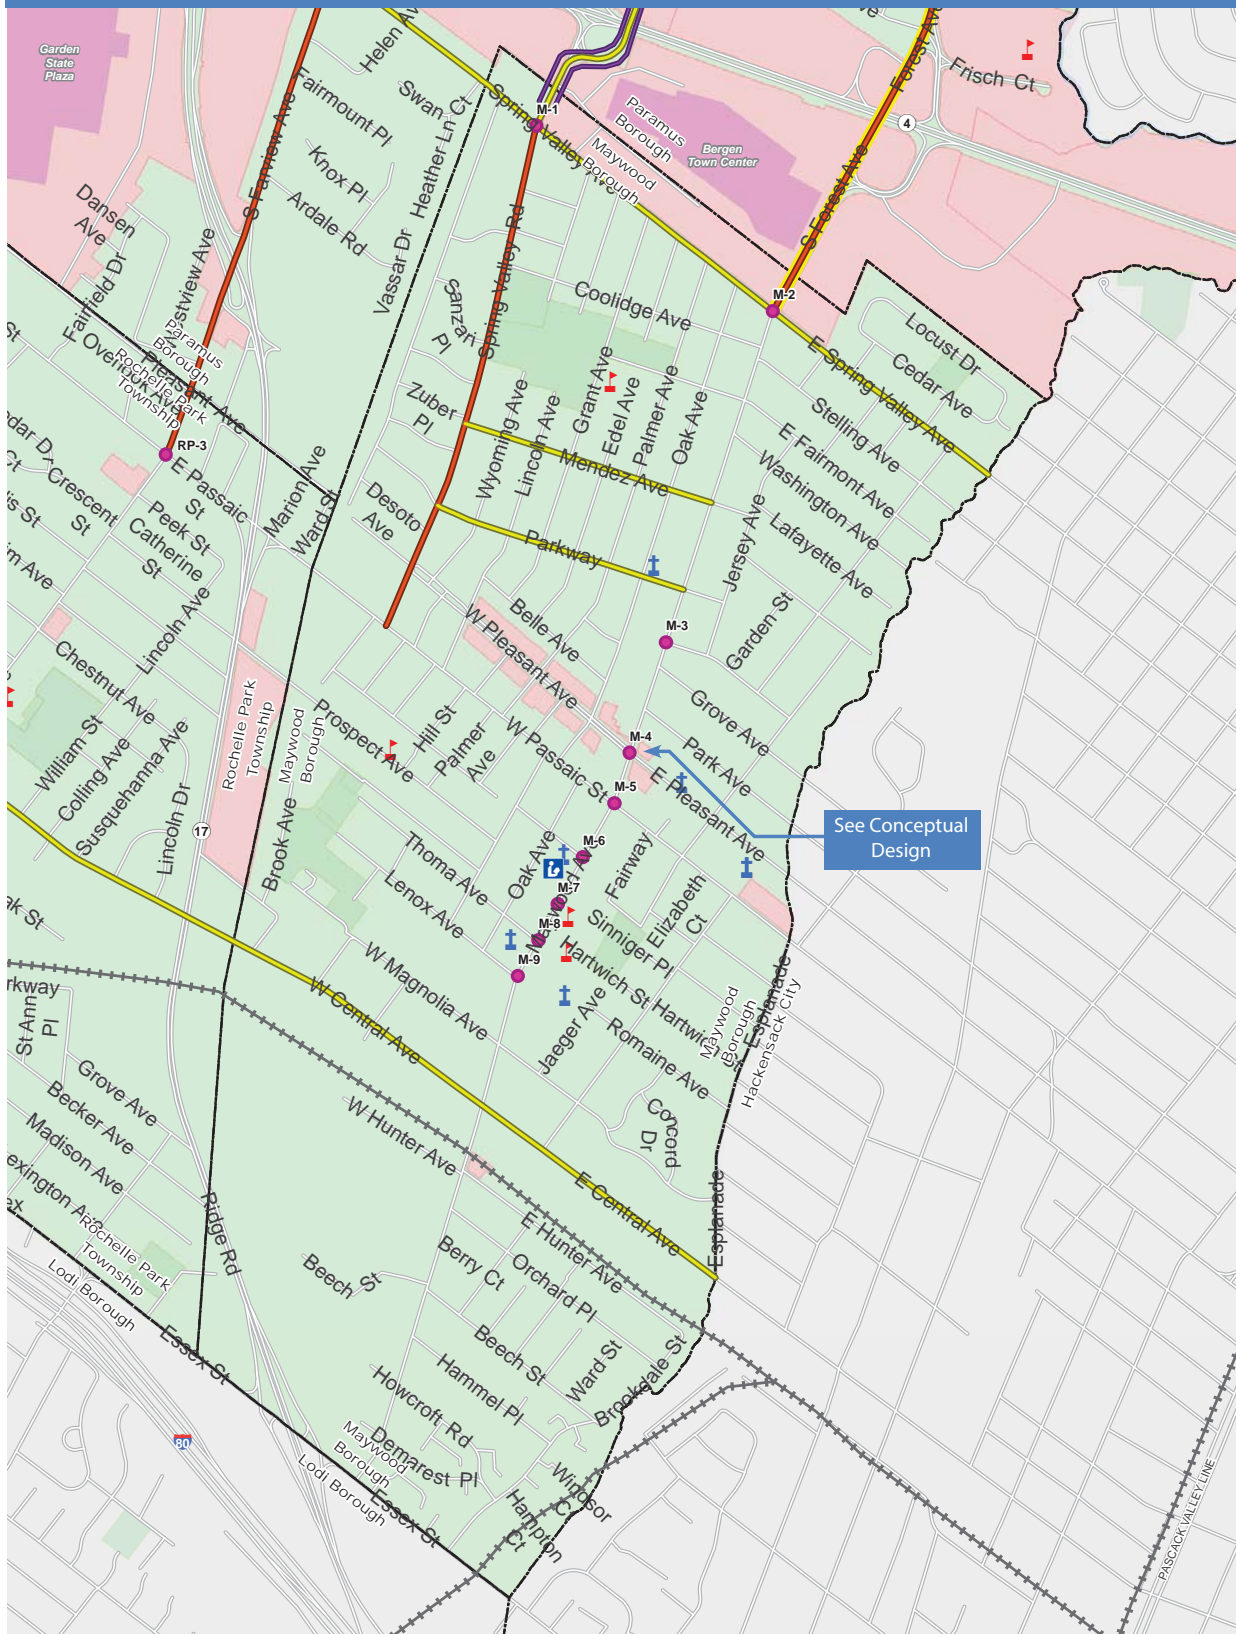 Garden
State
Plaza
Helen Av
Swan
Ct
Fairmount Pl
Heather Ln
Knox Pl
Ardale Rd
S Farview Ave
Vassar Dr
Dansen
Ave
Fairfield Dr
Spring Valley Ave
M-1
Paramus
Borough
Maywood
Borough
Bergen
Town Center
Forest Ave
S Forest Ave
Frisch Ct
4
M-2
Spring Valley Rd
Sanzari
Pl
Coolidge Ave
Locust Dr
Cedar Ave
E Spring Valley Ave
Stelling Ave
E Fairmont Ave
Washington Ave
Lafayette Ave
Paramus
Borough
Rochelle Park
Township
Pleasant Ave
RP-3
E Passaic
St
Crescent
St
Peek St
Catherine
St
Marion Ave
Ward St
Zuber
Pl
Desoto
Ave
Wyoming Ave
Lincoln Ave
Grant Ave
Edel Ave
Palmer Ave
Oak Ave
Mendez Ave
Parkway
Jersey Ave
Garden St
M-3
Belle Ave
W Pleasant Ave
Lincoln Ave
Chestnut Ave
William St
Colling Ave
Susquehanna Ave
Lincoln Dr
17
Rochelle Park
Township
Maywood
Borough
Prospect Ave
Hill St
Palmer
Ave
W Passaic St
Grove Ave
Park Ave
M-4
E Pleasant Ave
M-5
See Conceptual
Design
Brook Ave
Thoma Ave
Lenox Ave
Oak Ave
M-6
M-7
M-8
M-9
Fairway
Elizabeth
Ct
Sinniger Pl
Hartwich St
Hartwich St
Jaeger Ave
Romaine Ave
Maywood
Borough
Esplanade
Hackensack City
W Magnolia Ave
W Central Ave
St Ann
Pl
Grove Ave
Becker Ave
Madison Ave
Concord
Dr
W Hunter Ave
E Central Ave
Esplanade
E Hunter Ave
Ridge Rd
Rochelle Park
Township
Lodi Borough
Essex St
Beech
St
Berry Ct
Orchard Pl
Beech St
Ward St
Brookdale St
Hammel Pl
Howcroft Rd
Demarest Pl
Maywood
Borough
Lodi Borough
Essex St
80
Windsor
Hampton
Ct
PASCACK VALLEY LINE